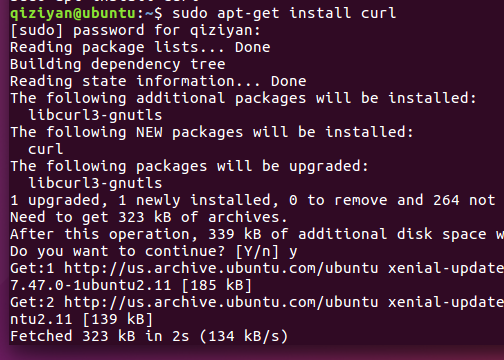 qiziyan@ubuntu:~$ sudo apt-get install curl
[sudo] password for qiziyan:
Reading package lists... Done
Building dependency tree
Reading state information... Done
The following additional packages will be installed:
  libcurl3-gnutls
The following NEW packages will be installed:
  curl
The following packages will be upgraded:
  libcurl3-gnutls
1 upgraded, 1 newly installed, 0 to remove and 264 not
Need to get 323 kB of archives.
After this operation, 339 kB of additional disk space w
Do you want to continue? [Y/n] y
Get:1 http://us.archive.ubuntu.com/ubuntu xenial-update
7.47.0-1ubuntu2.11 [185 kB]
Get:2 http://us.archive.ubuntu.com/ubuntu xenial-update
ntu2.11 [139 kB]
Fetched 323 kB in 2s (134 kB/s)